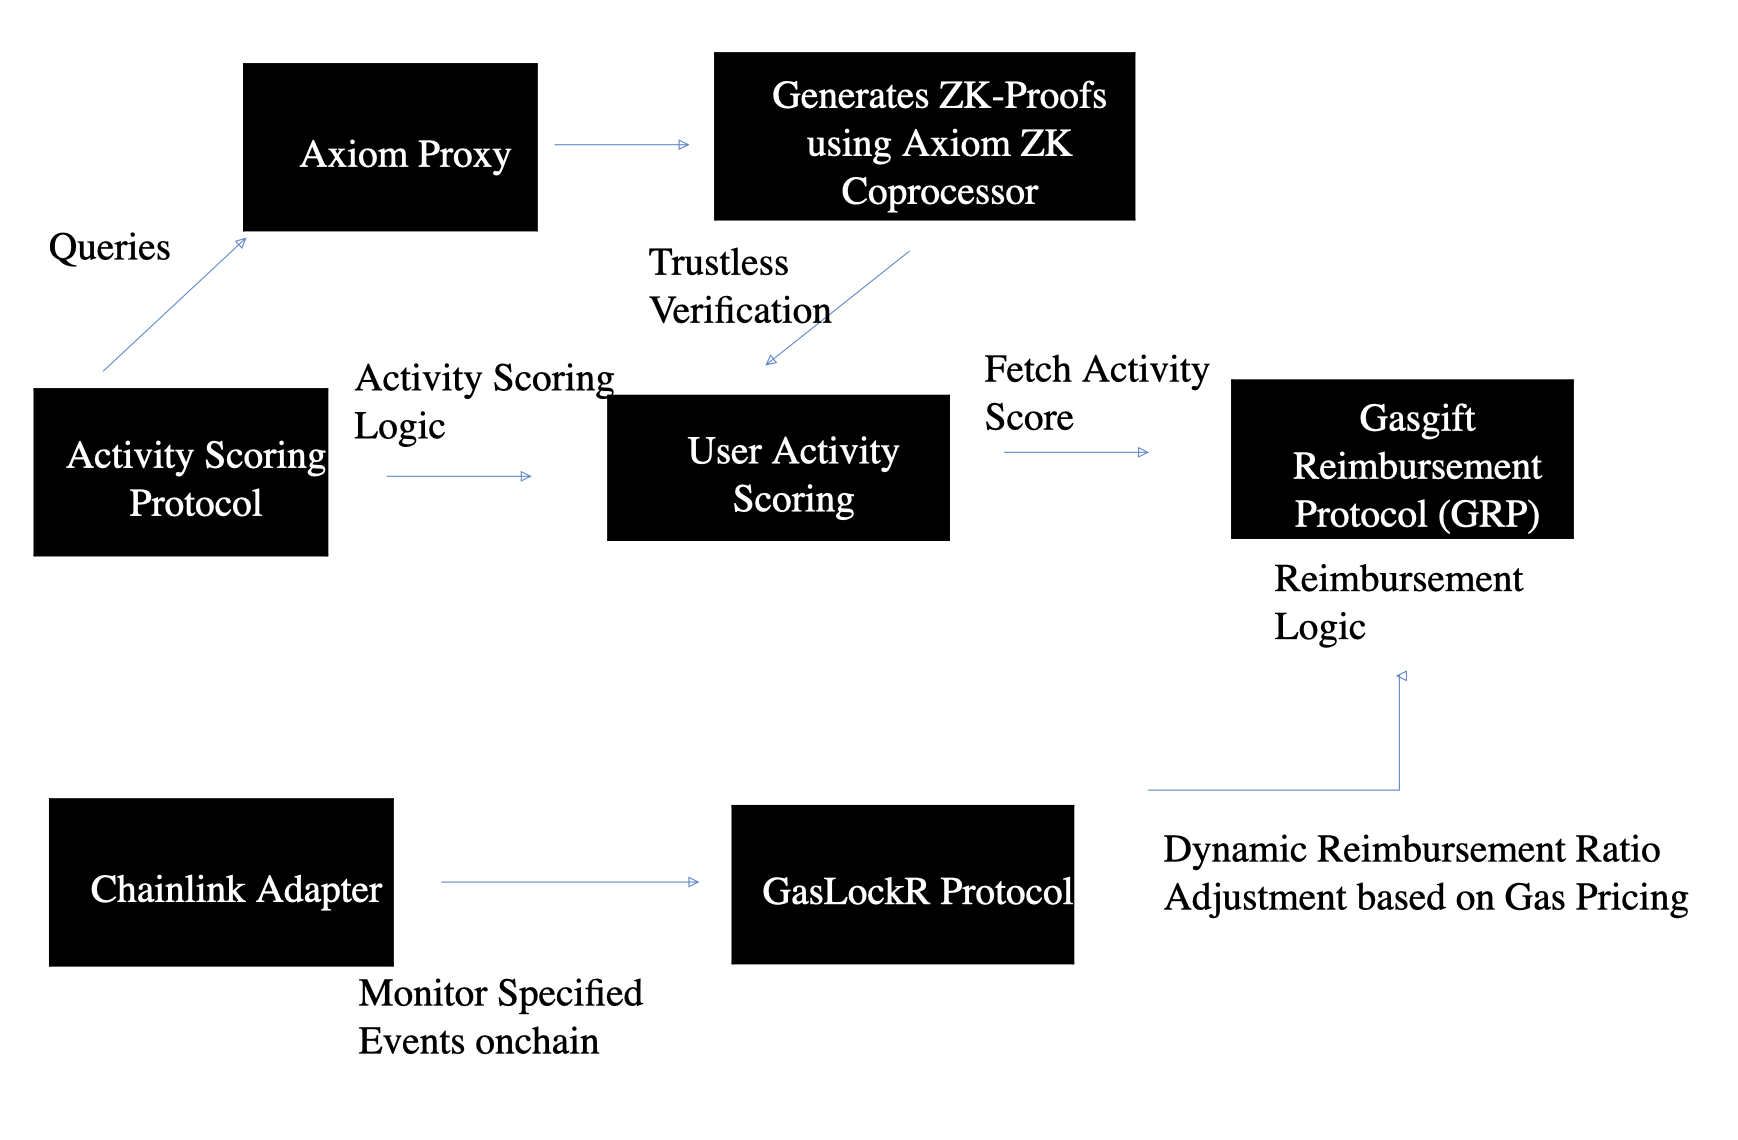 Axiom Proxy
Generates ZK-Proofs
using Axiom ZK
Coprocessor
Queries
Trustless
Verification
Activity Scoring
Logic
Fetch Activity
Score
Activity Scoring
Protocol
User Activity
Scoring
Gasgift
Reimbursement
Protocol (GRP)
Reimbursement
Logic
Chainlink Adapter
GasLockR Protocol
Dynamic Reimbursement Ratio
Adjustment based on Gas Pricing
Monitor Specified
Events onchain